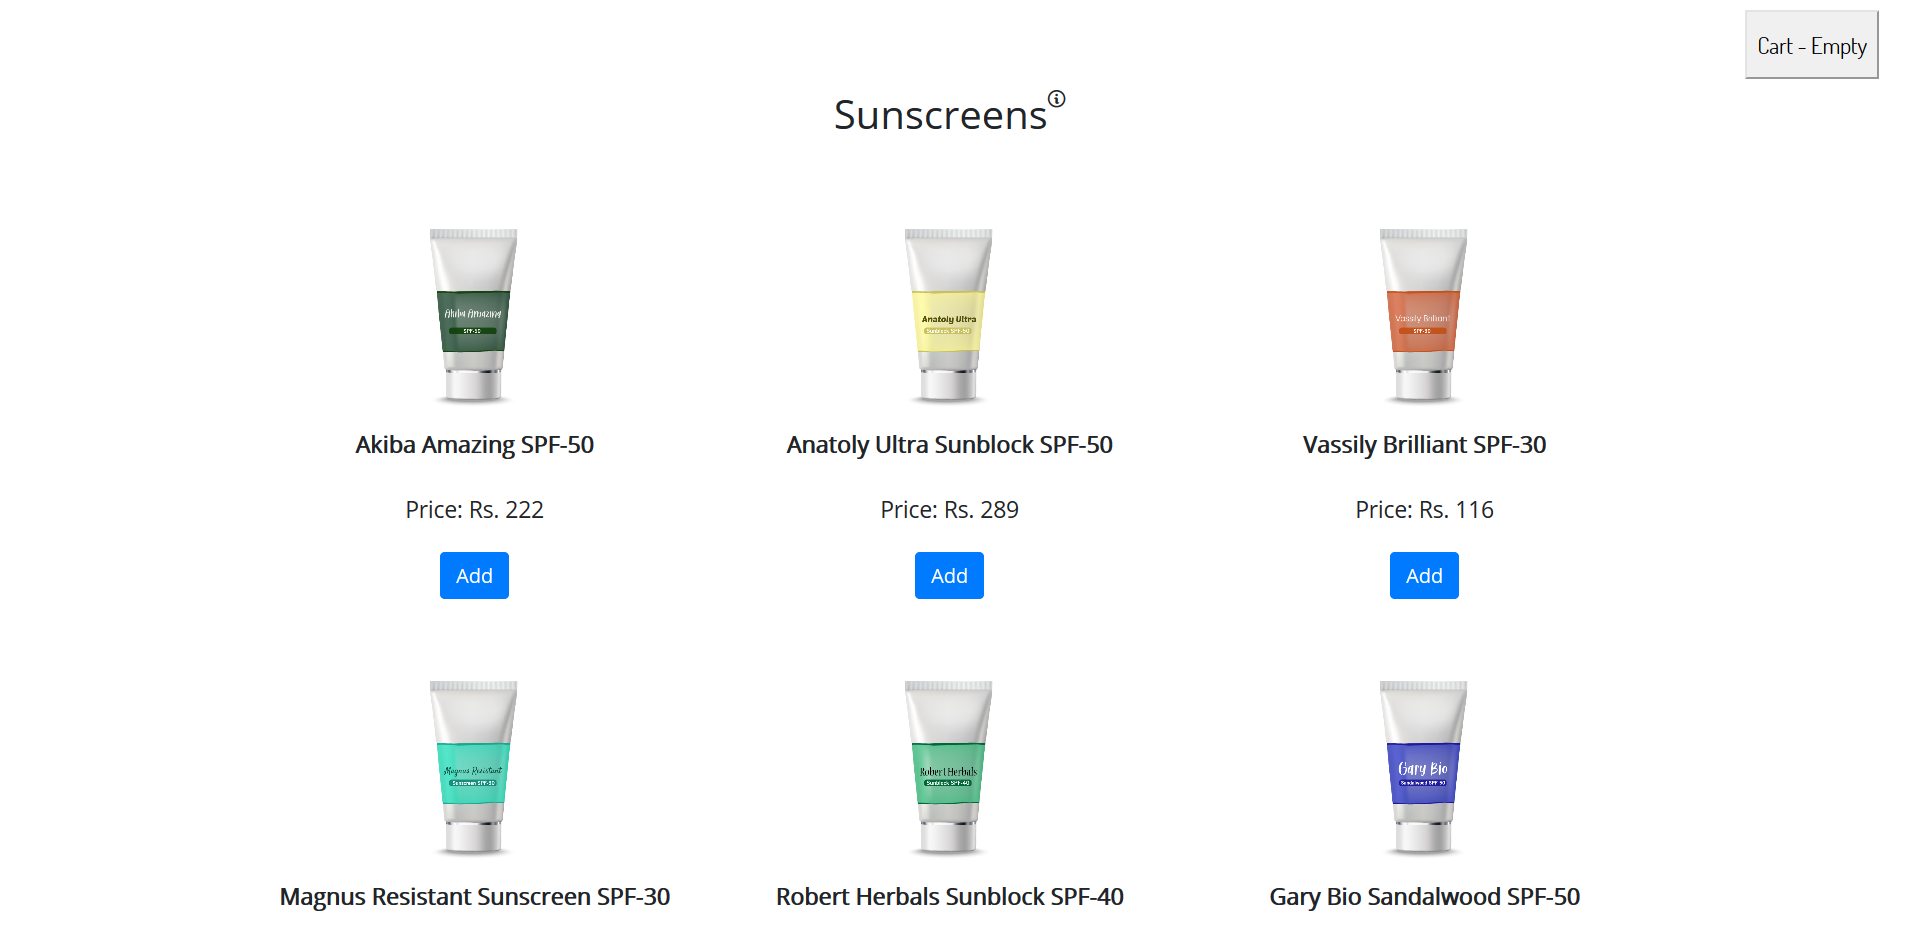 Cart - Empty
Sunscreens
Akiba Amazing
SPF-50
Anatoly Ultra
Sunblock SPF-50
Vassily Brilliant
SPF-30
Akiba Amazing SPF-50
Anatoly Ultra Sunblock SPF-50
Vassily Brilliant SPF-30
Price: Rs. 222
Price: Rs. 289
Price: Rs. 116
Add
Add
Add
Magnus Resistant
Sunscreen SPF-30
Robert Herbals
Sunblock SPF-40
Gary Bio
Sandalwood SPF-50
Magnus Resistant Sunscreen SPF-30
Robert Herbals Sunblock SPF-40
Gary Bio Sandalwood SPF-50